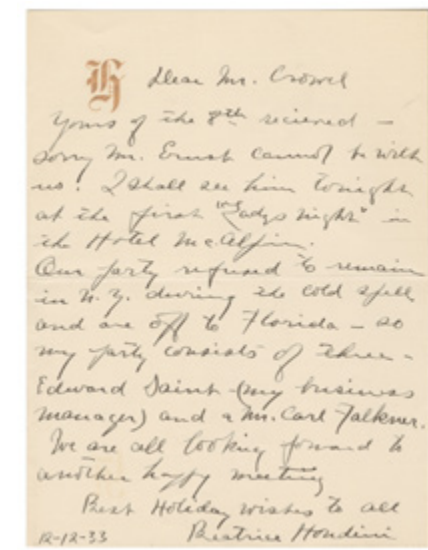 H
Dear Mr. Crowel
Yours of the 8th recieved –
sorry Mr. Ernst cannot be with
us. I shall see him tonight
at the first "Ladys night" in
the Hotel McAlpin.
Our party refused to remain
in N.Y. during the cold spell
and are off to Florida – so
my party consists of three –
Edward Saint – (my business
manager) and a Mr. Carl Falkner.
We are all looking forward to
another happy meeting
Best Holiday wishes to all
12-12-33 Beatrice Houdini